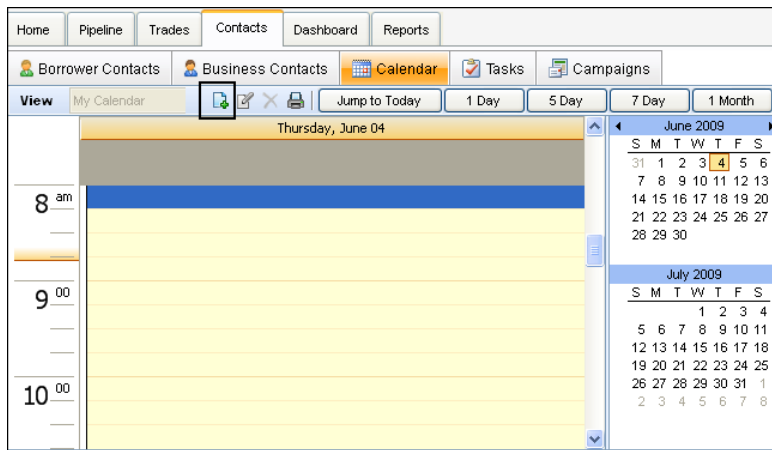 Home Pipeline Trades Contacts Dashboard Reports
Borrower Contacts Business Contacts Calendar Tasks Campaigns
View My Calendar Jump to Today 1 Day 5 Day 7 Day 1 Month
Thursday, June 04
8 am
9 00
10 00
June 2009
S M T W T F S
31 1 2 3 4 5 6
7 8 9 10 11 12 13
14 15 16 17 18 19 20
21 22 23 24 25 26 27
28 29 30
July 2009
S M T W T F S
1 2 3 4
5 6 7 8 9 10 11
12 13 14 15 16 17 18
19 20 21 22 23 24 25
26 27 28 29 30 31 1
2 3 4 5 6 7 8